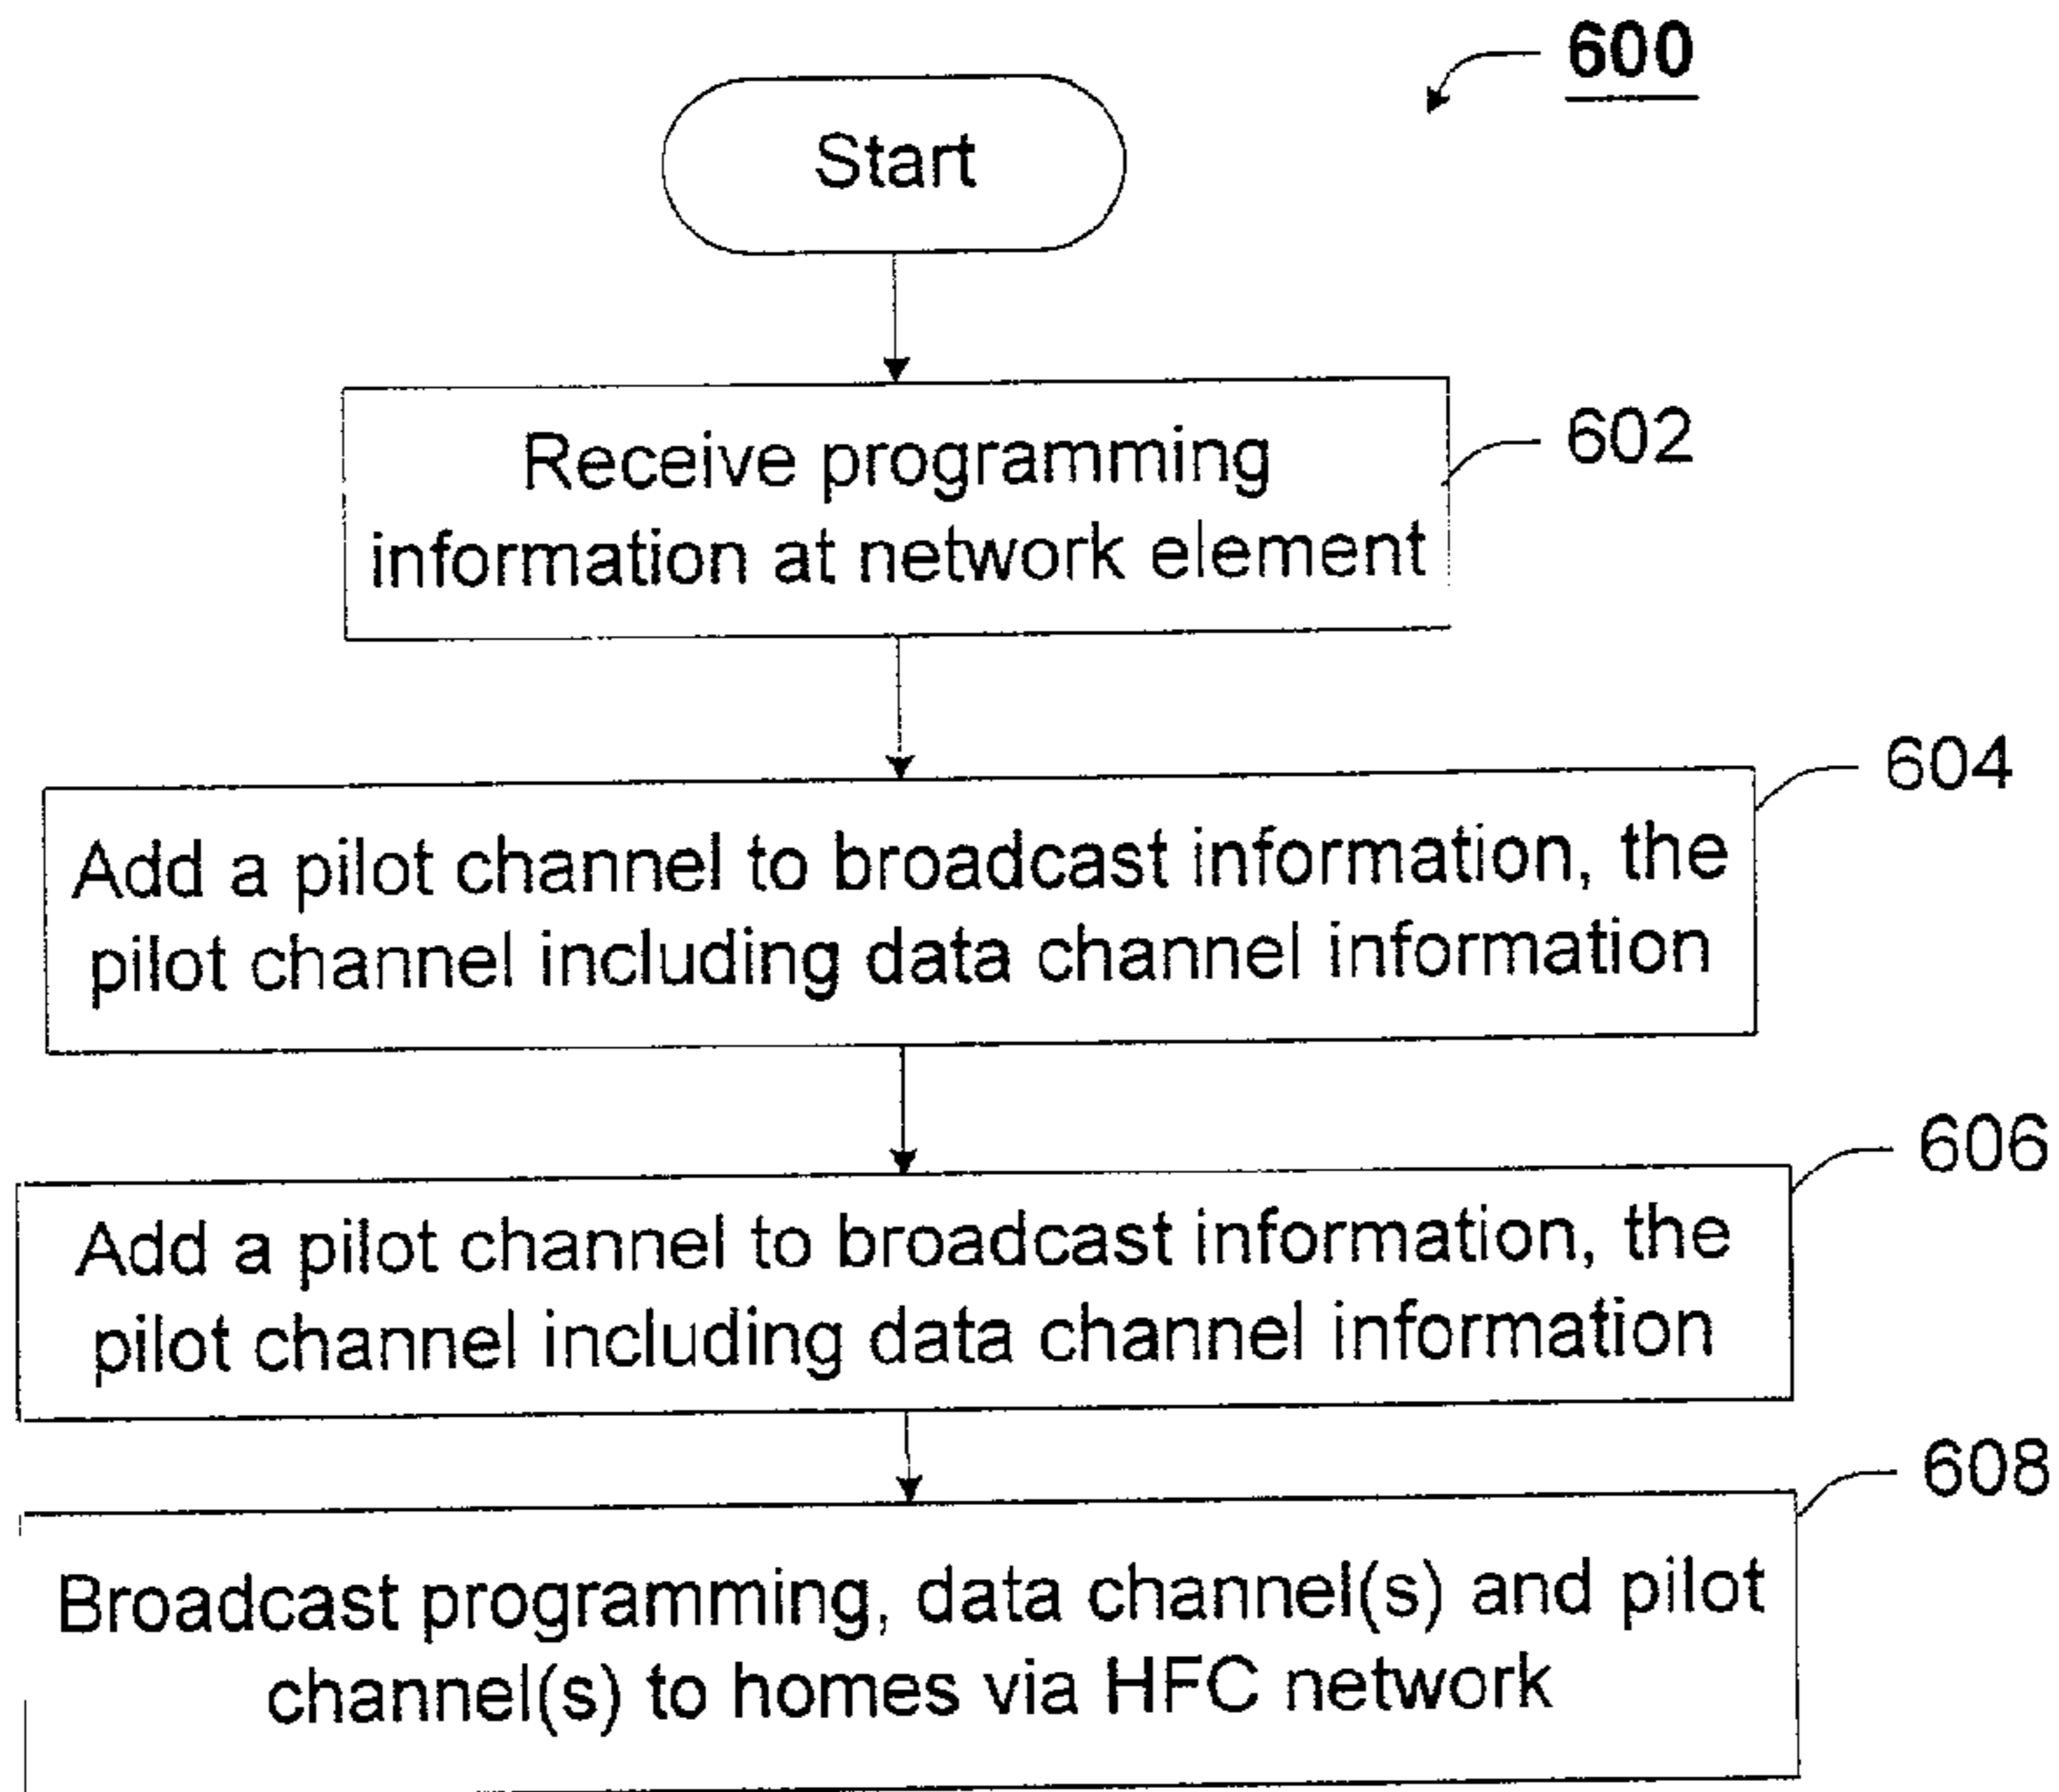 600
Start
Receive programming
information at network element
602
604
Add a pilot channel to broadcast information, the
pilot channel including data channel information
606
Add a pilot channel to broadcast information, the
pilot channel including data channel information
608
Broadcast programming, data channel(s) and pilot
channel(s) to homes via HFC network